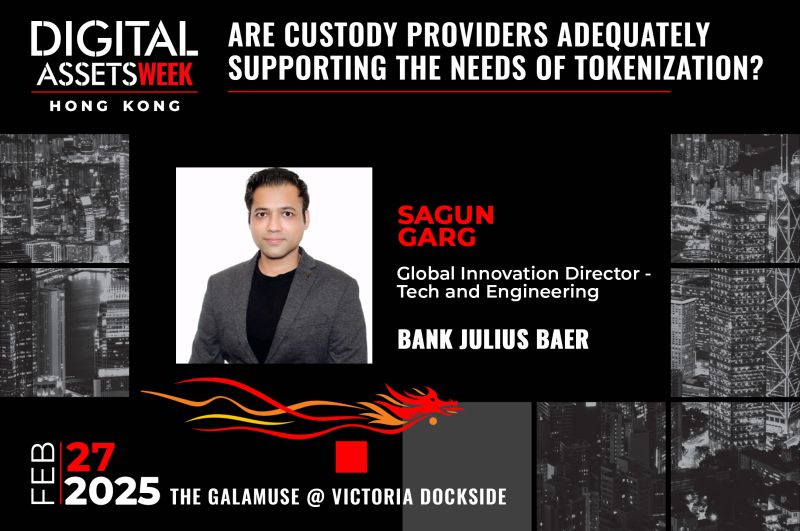 DIGITAL
ASSETSWEEK
HONG KONG
ARE CUSTODY PROVIDERS ADEQUATELY
SUPPORTING THE NEEDS OF TOKENIZATION?
SAGUN
GARG
Global Innovation Director -
Tech and Engineering
BANK JULIUS BAER
FEB
27
2025
THE GALAMUSE @ VICTORIA DOCKSIDE